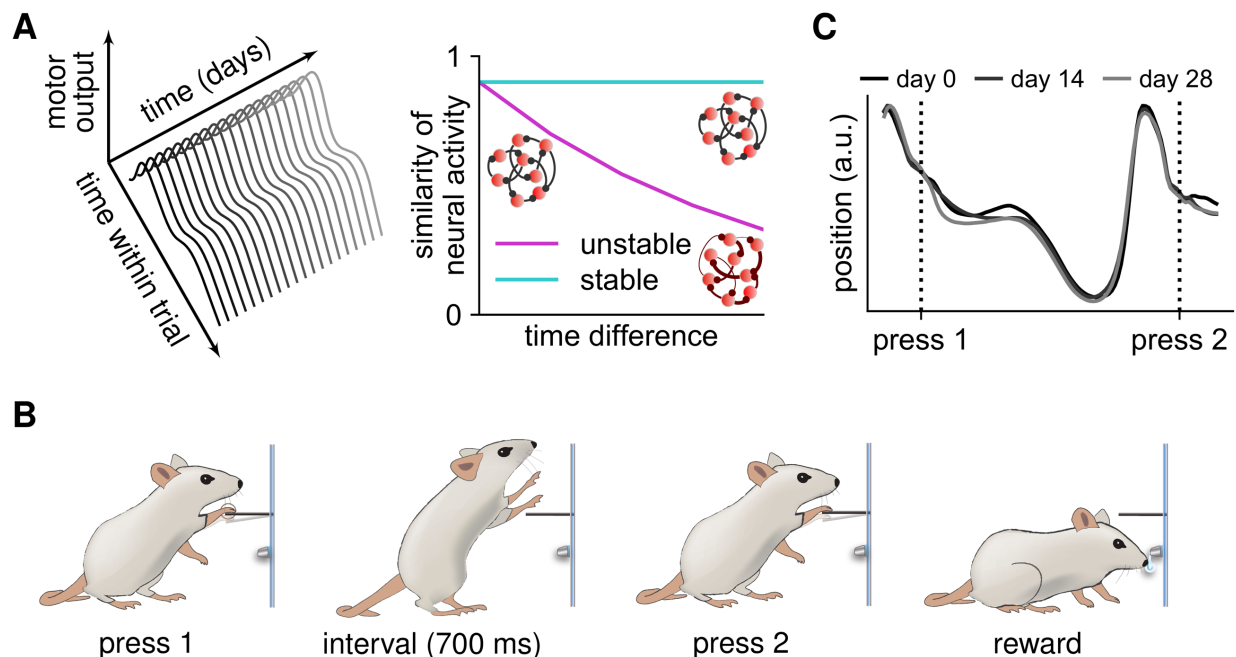 A
motor
output
time (days)
time within trial
1
similarity of
neural activity
unstable
stable
0
time difference
C
day 0
day 14
day 28
position (a.u.)
press 1
press 2
B
press 1
interval (700 ms)
press 2
reward